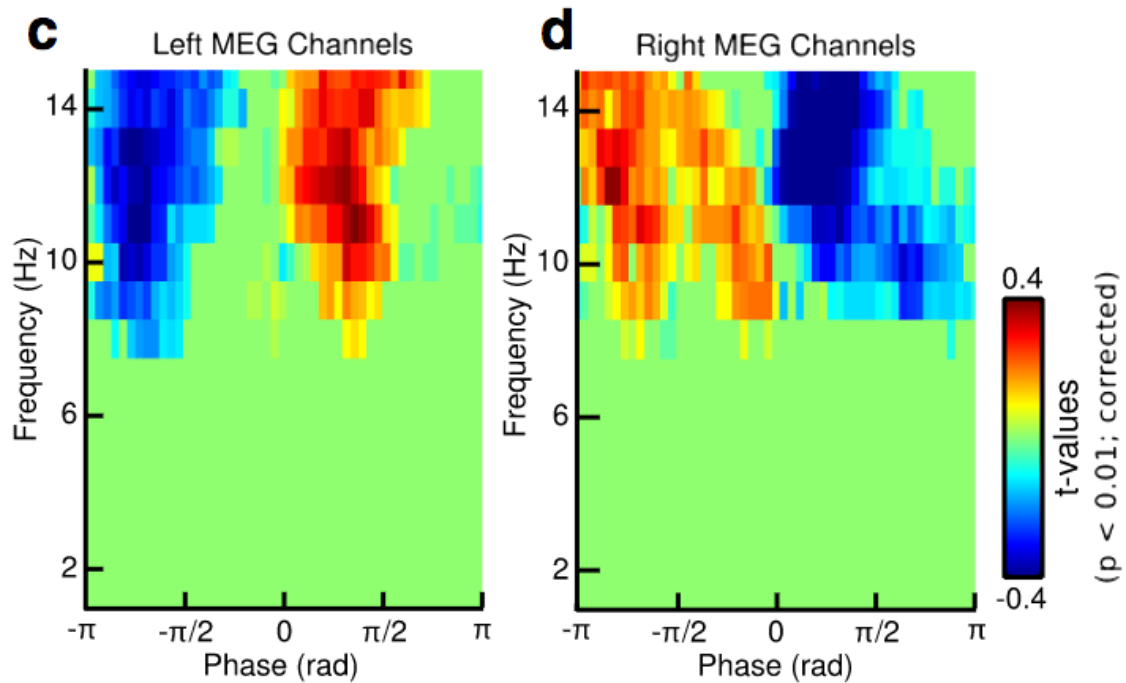 c
Left MEG Channels
Frequency (Hz)
14
10
6
2
-π
-π/2
0
π/2
π
Phase (rad)
d
Right MEG Channels
Frequency (Hz)
14
10
6
2
-π
-π/2
0
π/2
π
Phase (rad)
0.4
-0.4
t-values
(p < 0.01; corrected)